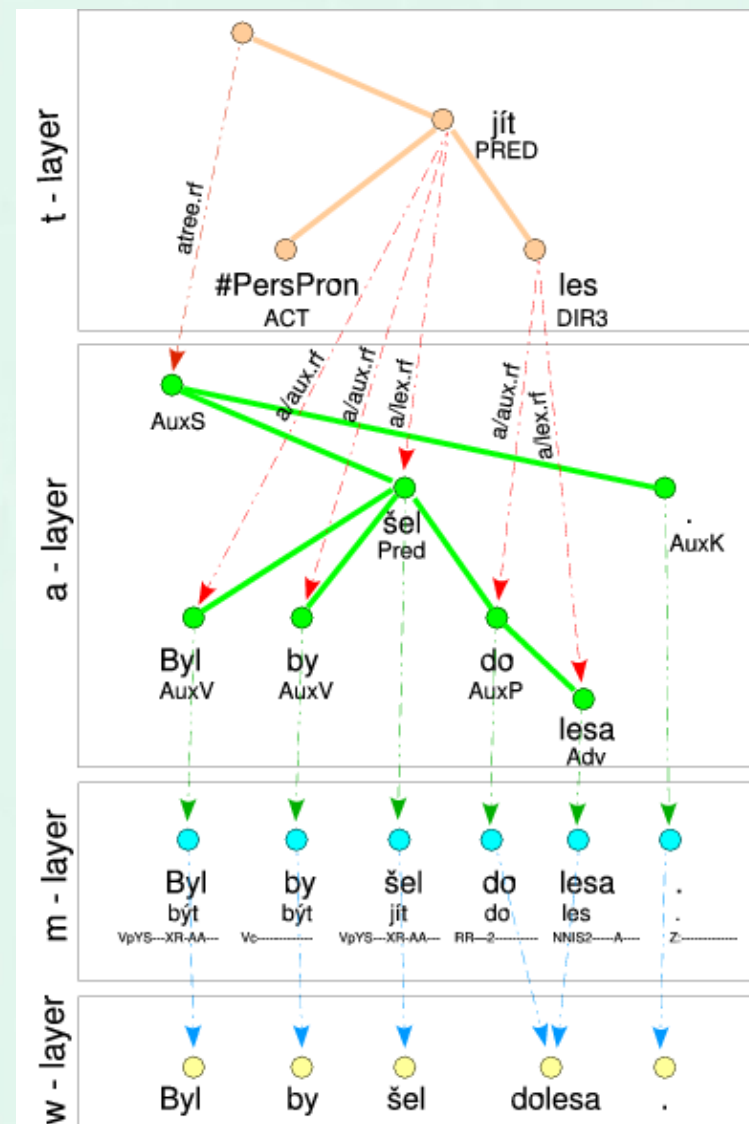 t - layer
jít
PRED
atree.rf
#PersPron
ACT
les
DIR3
a - layer
a/aux.rf
a/aux.rf
a/lex.rf
a/aux.rf
a/lex.rf
AuxS
šel
Pred
.
AuxK
Byl
AuxV
by
AuxV
do
AuxP
lesa
Adv
m - layer
Byl by šel do lesa .
být být jít do les .
VpYS---XR-AA--- Vc------------- VpYS---XR-AA--- RR---2---------- NNIS2-----A---- Z:-------------
w - layer
Byl by šel dolesa .